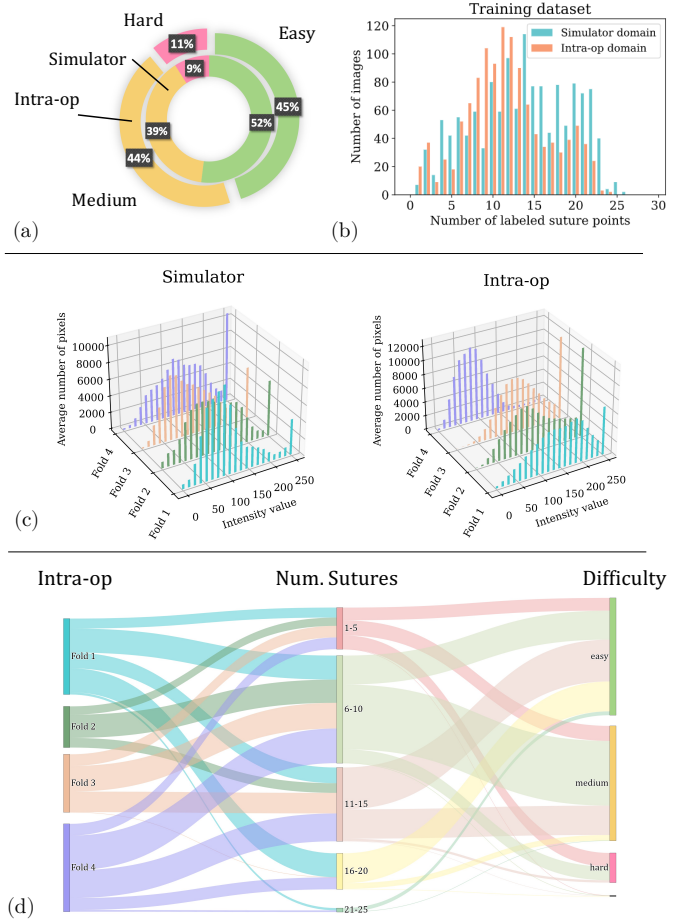 Hard
Easy
Simulator
Intra-op
Medium
11%
9%
45%
52%
39%
44%
(a)
Training dataset
Simulator domain
Intra-op domain
Number of images
120
100
80
60
40
20
0
0 5 10 15 20 25 30
Number of labeled suture points
(b)
Simulator
Average number of pixels
10000
8000
6000
4000
2000
0
Fold 4
Fold 3
Fold 2
Fold 1
0 50 100 150 200 250
Intensity value
Intra-op
Average number of pixels
12000
10000
8000
6000
4000
2000
0
Fold 4
Fold 3
Fold 2
Fold 1
0 50 100 150 200 250
Intensity value
(c)
Intra-op Num. Sutures Difficulty
Fold 1
Fold 2
Fold 3
Fold 4
1-5
6-10
11-15
16-20
21-25
easy
medium
hard
(d)